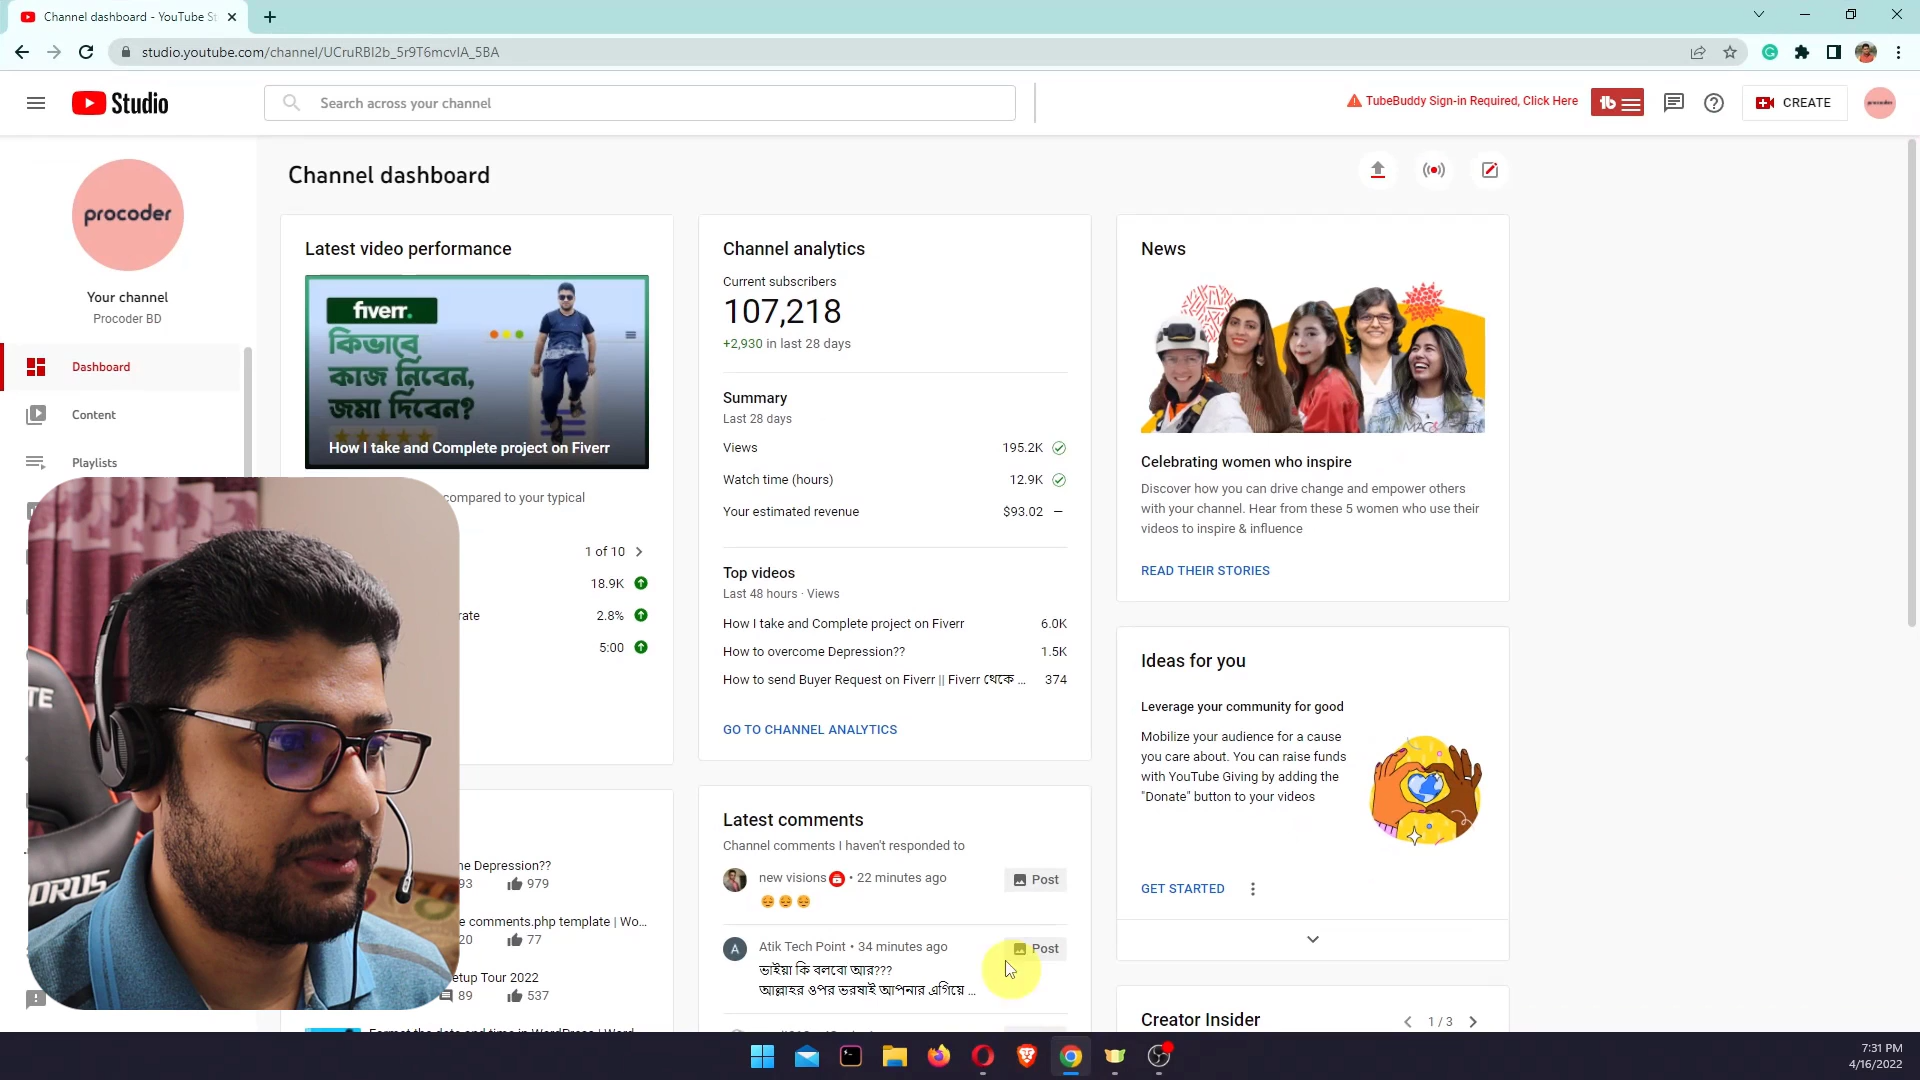 Channel dashboard - YouTube St
studio.youtube.com/channel/UCruRBI2b_5r9T6mcvIA_5BA
Studio
Search across your channel
TubeBuddy Sign-in Required, Click Here
tb
CREATE
procoder
Your channel
Procoder BD
Dashboard
Content
Playlists
Channel dashboard
Latest video performance
fiverr.
কিভাবে
কাজ নিবেন,
জমা দিবেন?
How I take and Complete project on Fiverr
compared to your typical
1 of 10
18.9K
rate
2.8%
5:00
ne Depression??
93
979
e comments.php template | Wo...
20
77
etup Tour 2022
89
537
Format the date and time in WordPress | Word
Channel analytics
Current subscribers
107,218
+2,930 in last 28 days
Summary
Last 28 days
Views 195.2K
Watch time (hours) 12.9K
Your estimated revenue $93.02 —
Top videos
Last 48 hours · Views
How I take and Complete project on Fiverr 6.0K
How to overcome Depression?? 1.5K
How to send Buyer Request on Fiverr || Fiverr থেকে ... 374
GO TO CHANNEL ANALYTICS
Latest comments
Channel comments I haven't responded to
new visions • 22 minutes ago
Post
A
Atik Tech Point • 34 minutes ago
Post
ভাইয়া কি বলবো আর???
আল্লাহর ওপর ভরষাই আপনার এগিয়ে ...
News
Celebrating women who inspire
Discover how you can drive change and empower others
with your channel. Hear from these 5 women who use their
videos to inspire & influence
READ THEIR STORIES
Ideas for you
Leverage your community for good
Mobilize your audience for a cause
you care about. You can raise funds
with YouTube Giving by adding the
"Donate" button to your videos
GET STARTED
Creator Insider
1 / 3
7:31 PM
4/16/2022